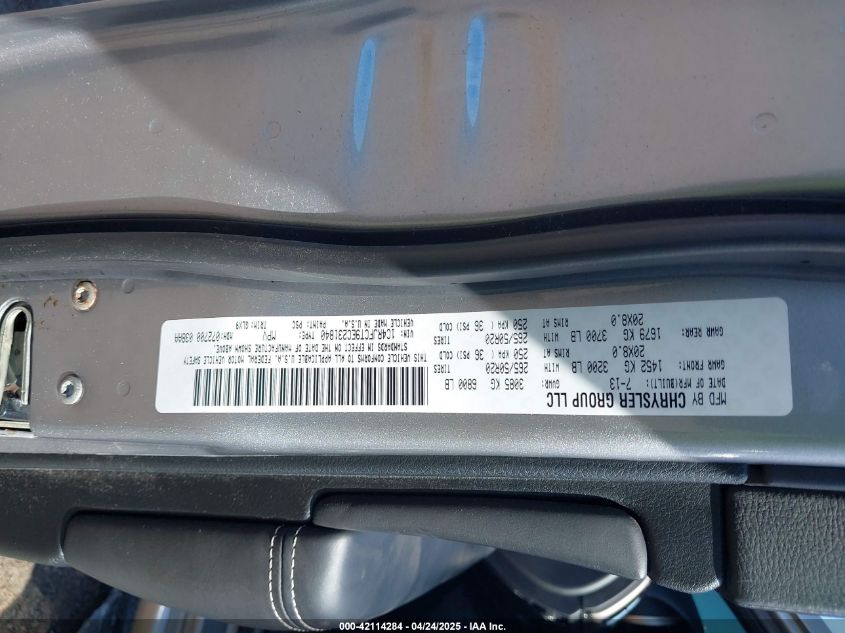 MFD BY CHRYSLER GROUP LLC
DATE OF MFR(BUILT): 7-13 GVWR: 3085 KG 6800 LB
GAWR FRONT: 1452 KG 3200 LB WITH TIRES 265/50R20
20X8.0 RIMS AT 250 KPA ( 36 PSI) COLD
GAWR REAR: 1679 KG 3700 LB WITH TIRES 265/50R20
20X8.0 RIMS AT 250 KPA ( 36 PSI) COLD
THIS VEHICLE CONFORMS TO ALL APPLICABLE U.S.A. FEDERAL MOTOR VEHICLE SAFETY
STANDARDS IN EFFECT ON THE DATE OF MANUFACTURE SHOWN ABOVE.
VIN: 1C4RJFCT9EC231840 TYPE: MPV MDH:072700 038AA
VEHICLE MADE IN U.S.A. PAINT: PSC TRIM: GLX9
000-42114284 - 04/24/2025 - IAA Inc.